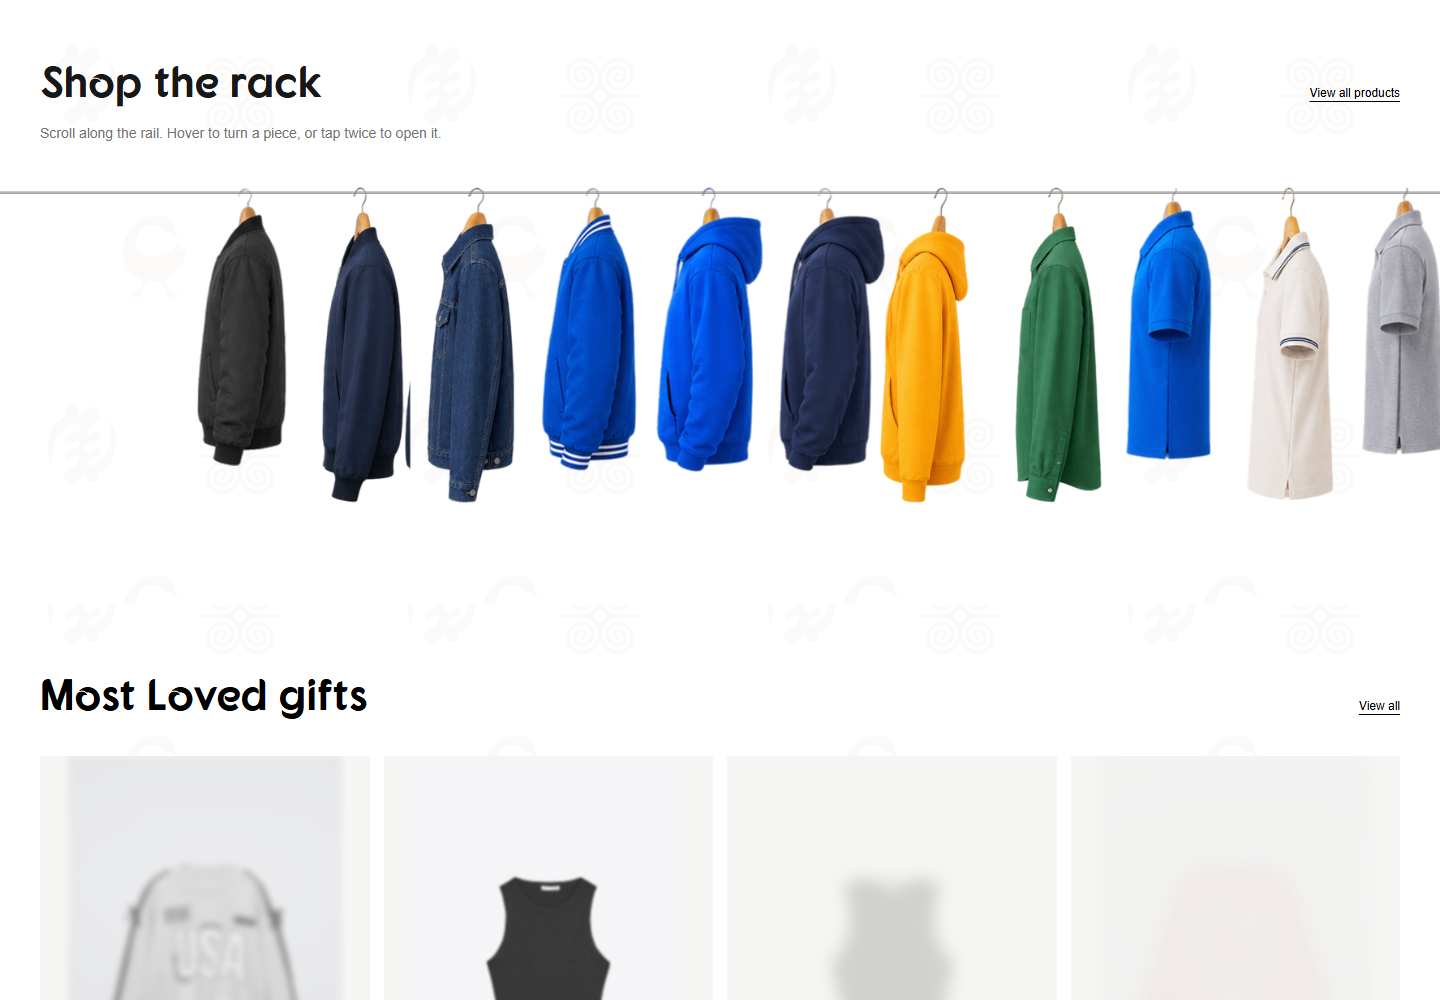 Shop the rack
View all products
Scroll along the rail. Hover to turn a piece, or tap twice to open it.
Most Loved gifts
View all
USA